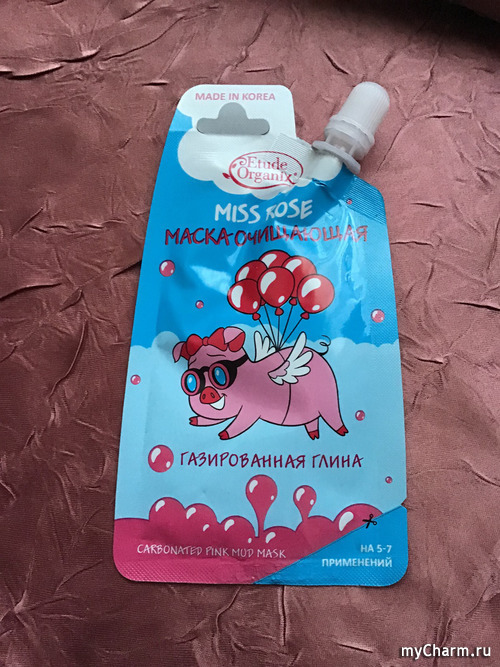 MADE IN KOREA
Etude
Organix
MISS ROSE
МАСКА ОЧИЩАЮЩАЯ
ГАЗИРОВАННАЯ ГЛИНА
CARBONATED PINK MUD MASK
НА 5-7
ПРИМЕНЕНИЙ
myCharm.ru